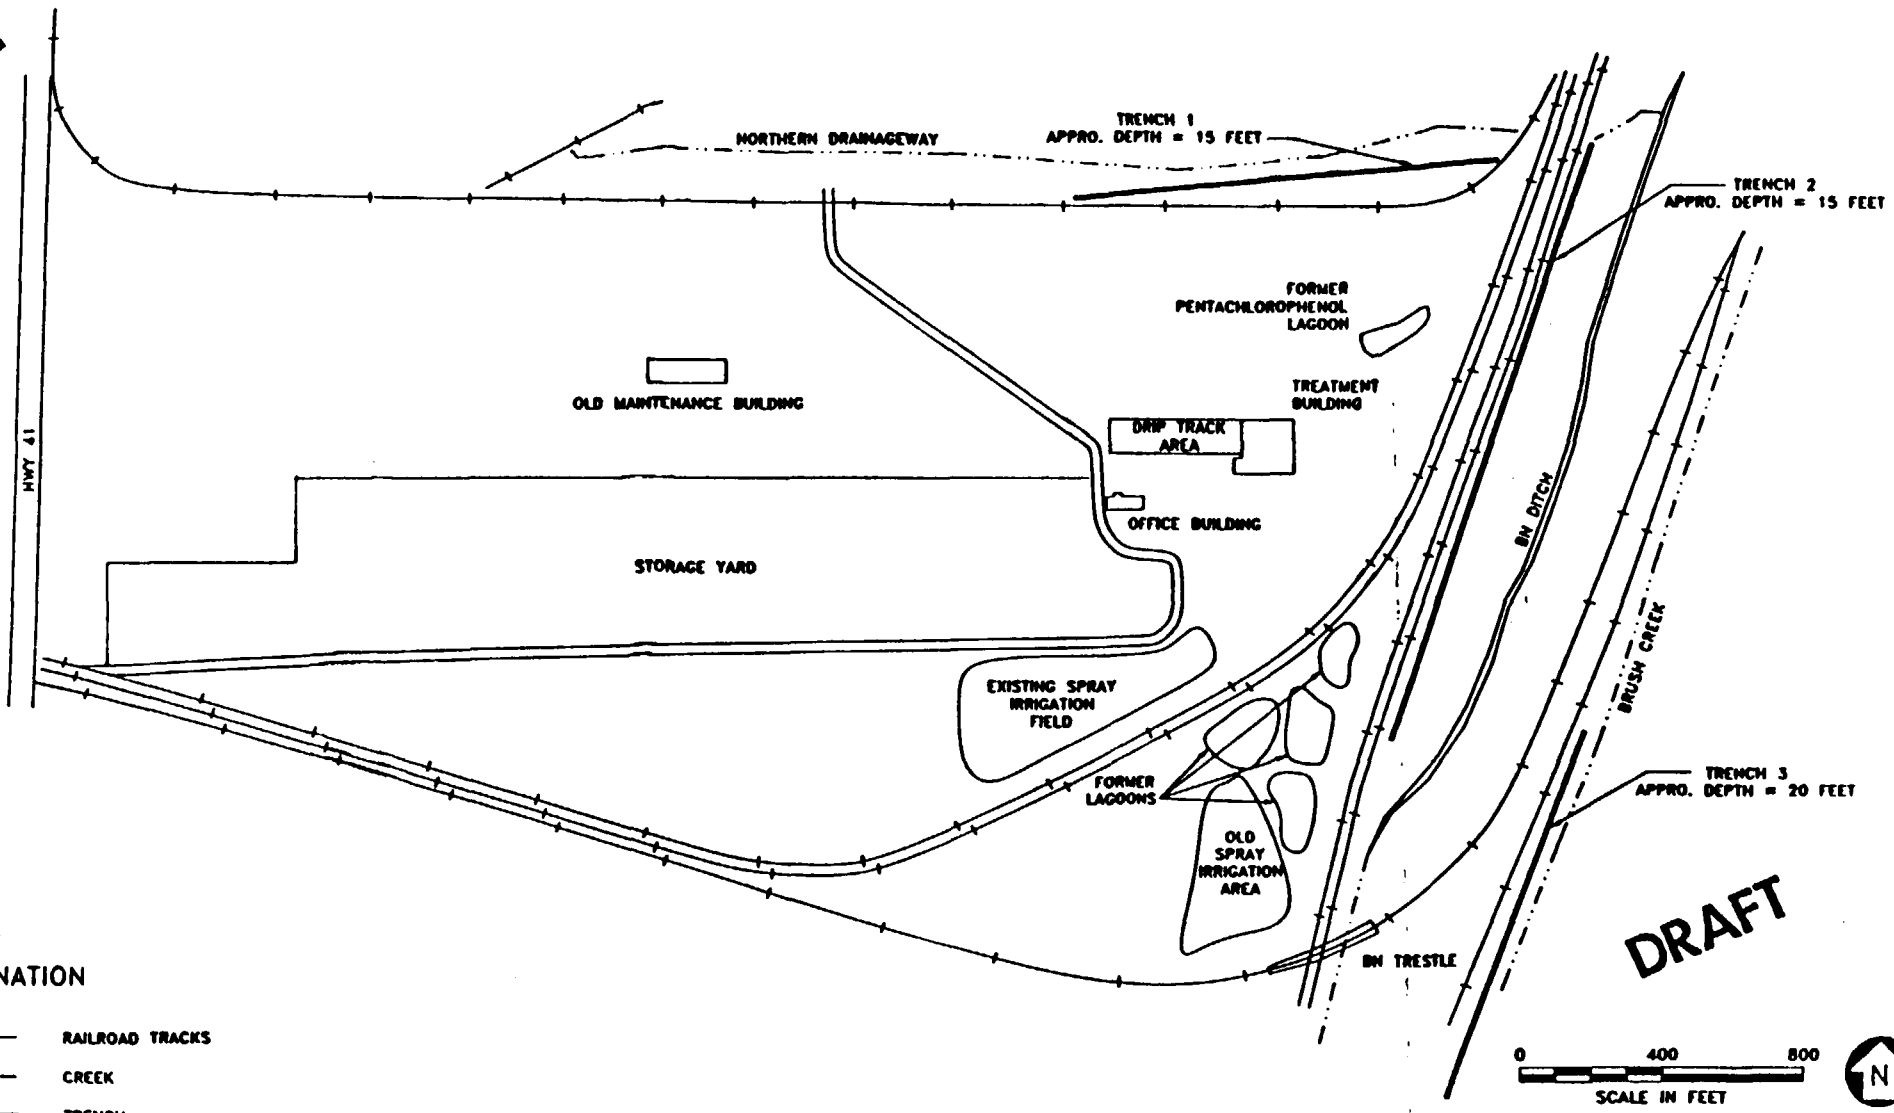 NORTHERN DRAINAGEWAY
TRENCH 1
APPRO. DEPTH = 15 FEET
TRENCH 2
APPRO. DEPTH = 15 FEET
FORMER
PENTACHLOROPHENOL
LAGOON
OLD MAINTENANCE BUILDING
TREATMENT
BUILDING
DRIP TRACK
AREA
HWY 41
OFFICE BUILDING
BN DITCH
STORAGE YARD
BRUSH CREEK
EXISTING SPRAY
IRRIGATION
FIELD
FORMER
LAGOONS
TRENCH 3
APPRO. DEPTH = 20 FEET
OLD
SPRAY
IRRIGATION
AREA
BN TRESTLE
DRAFT
NATION
RAILROAD TRACKS
CREEK
TRENCH
0 400 800
SCALE IN FEET
N